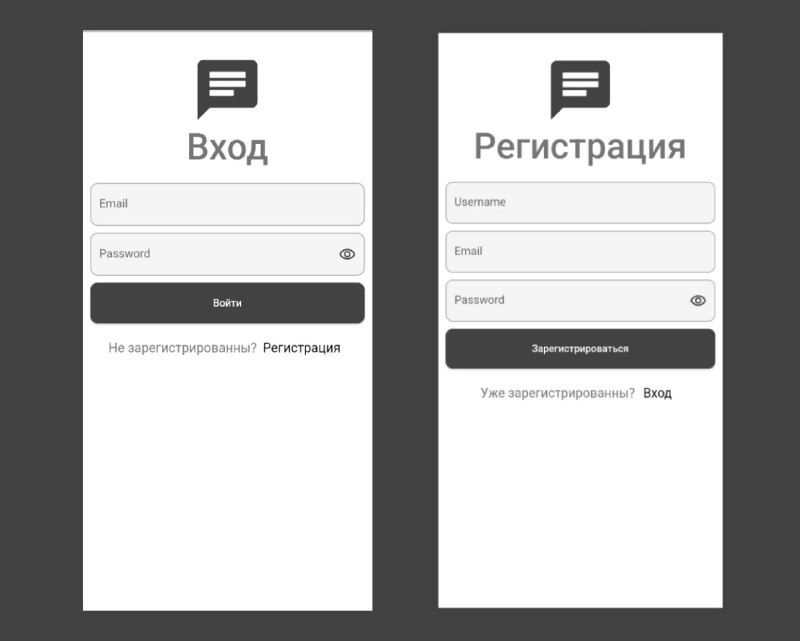 Вход
Email
Password
Войти
Не зарегистрированны? Регистрация
Регистрация
Username
Email
Password
Зарегистрироваться
Уже зарегистрированны? Вход